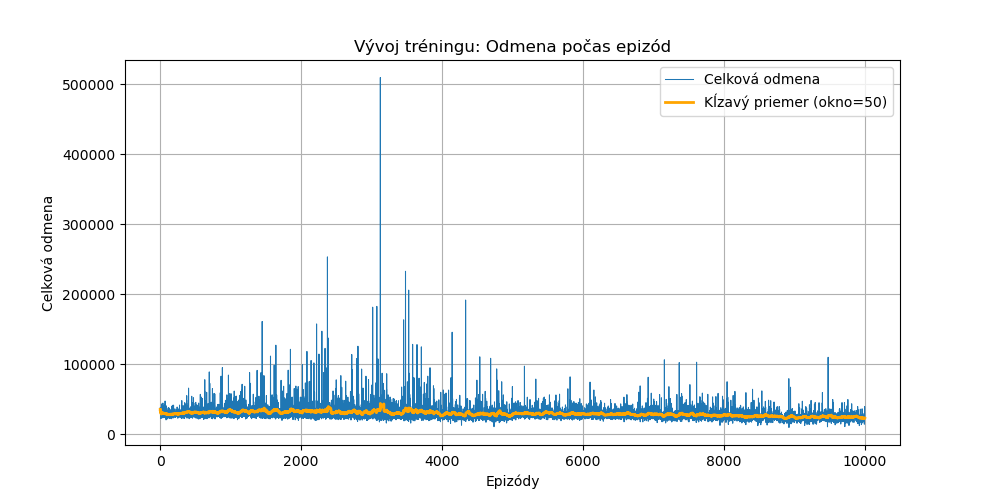 Vývoj tréningu: Odmena počas epizód
Celková odmena
Kĺzavý priemer (okno=50)
500000
400000
300000
200000
100000
0
Celková odmena
0 2000 4000 6000 8000 10000
Epizódy